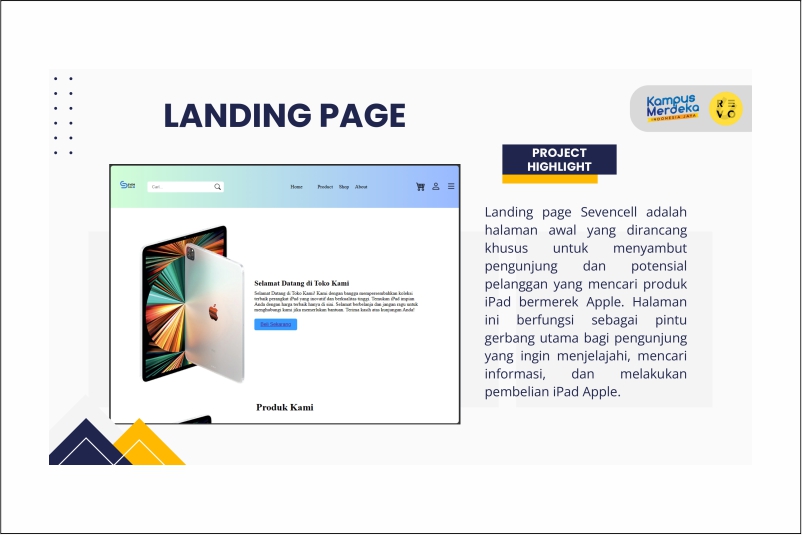 LANDING PAGE
Kampus
Merdeka
INDONESIA JAYA
RE
VO
PROJECT
HIGHLIGHT
Cari...
Home Product Shop About
Selamat Datang di Toko Kami
Selamat Datang di Toko Kami! Kami dengan bangga mempersembahkan koleksi
terbaik perangkat iPad yang inovatif dan berkualitas tinggi. Temukan iPad impian
Anda dengan harga terbaik hanya di sini. Selamat berbelanja dan jangan ragu untuk
menghubungi kami jika memerlukan bantuan. Terima kasih atas kunjungan Anda!
Produk Kami
Landing page Sevencell adalah
halaman awal yang dirancang
khusus untuk menyambut
pengunjung dan potensial
pelanggan yang mencari produk
iPad bermerek Apple. Halaman
ini berfungsi sebagai pintu
gerbang utama bagi pengunjung
yang ingin menjelajahi, mencari
informasi, dan melakukan
pembelian iPad Apple.